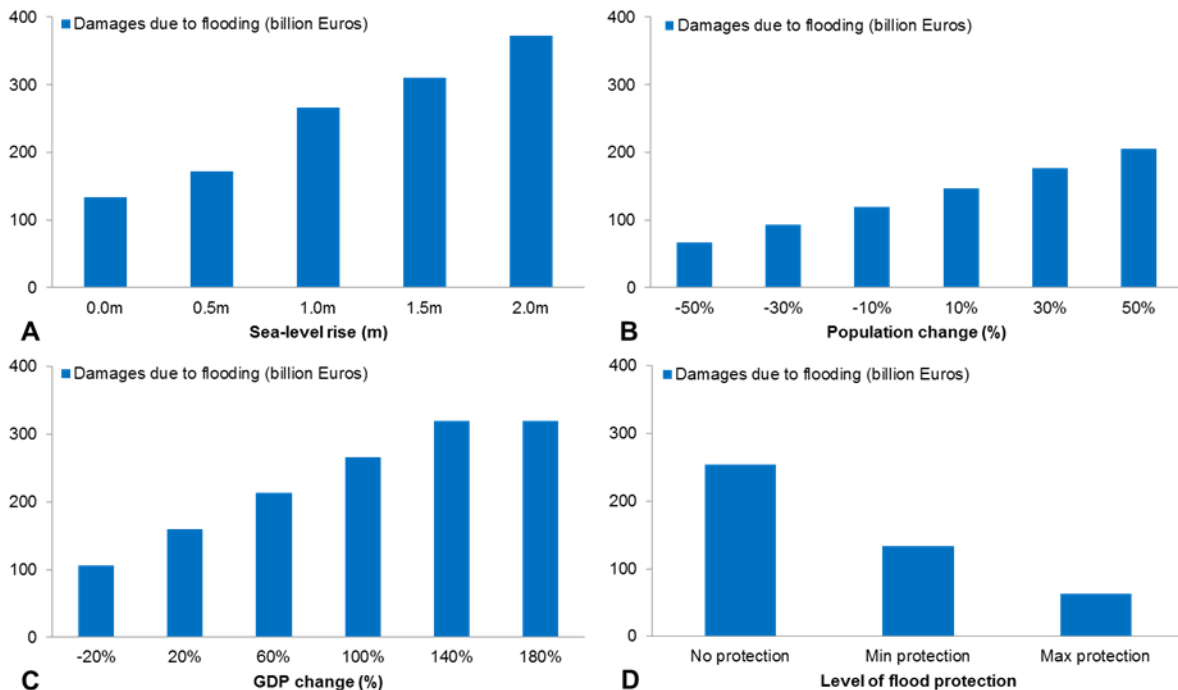 400
300
200
100
0
Damages due to flooding (billion Euros)
0.0m 0.5m 1.0m 1.5m 2.0m
A Sea-level rise (m)
400
300
200
100
0
Damages due to flooding (billion Euros)
-50% -30% -10% 10% 30% 50%
B Population change (%)
400
300
200
100
0
Damages due to flooding (billion Euros)
-20% 20% 60% 100% 140% 180%
C GDP change (%)
400
300
200
100
0
Damages due to flooding (billion Euros)
No protection Min protection Max protection
D Level of flood protection